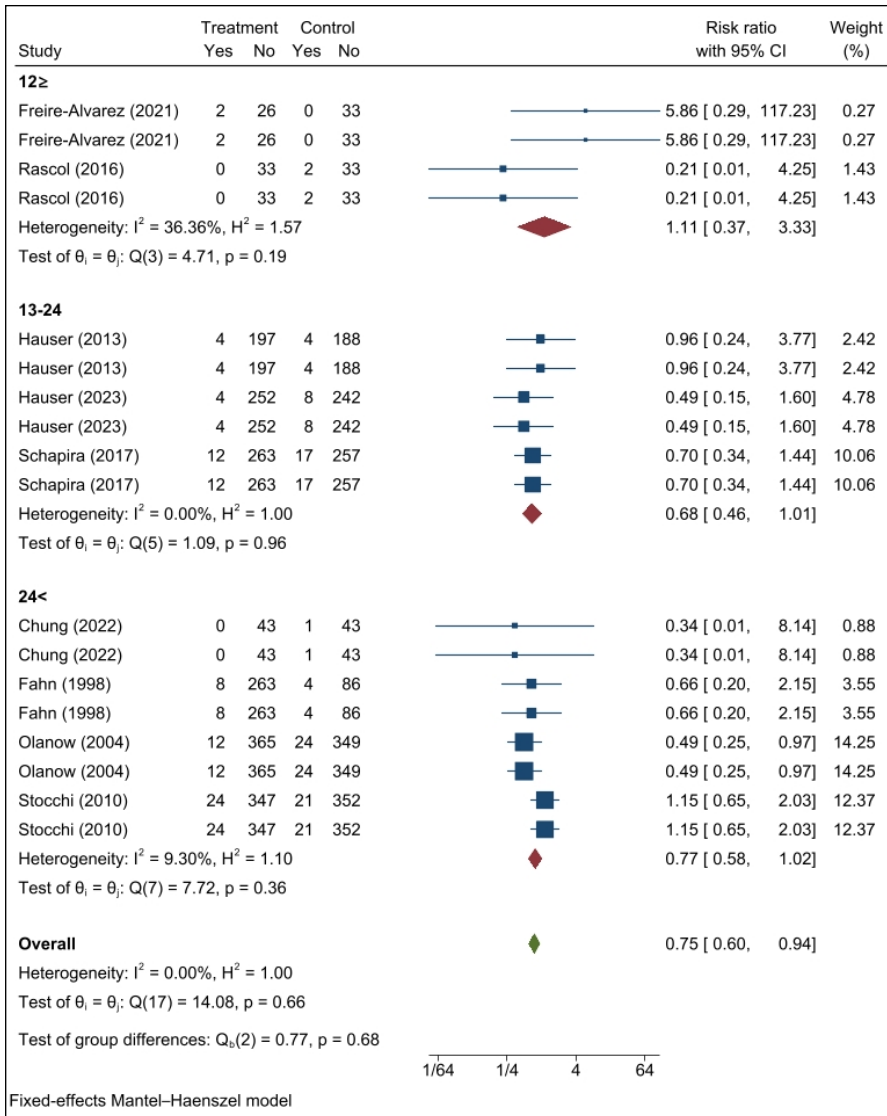 Treatment Control Risk ratio Weight
Study Yes No Yes No with 95% CI (%)
12≥
Freire-Alvarez (2021) 2 26 0 33 5.86 [ 0.29, 117.23] 0.27
Freire-Alvarez (2021) 2 26 0 33 5.86 [ 0.29, 117.23] 0.27
Rascol (2016) 0 33 2 33 0.21 [ 0.01, 4.25] 1.43
Rascol (2016) 0 33 2 33 0.21 [ 0.01, 4.25] 1.43
Heterogeneity: I² = 36.36%, H² = 1.57 1.11 [ 0.37, 3.33]
Test of θᵢ = θⱼ: Q(3) = 4.71, p = 0.19
13-24
Hauser (2013) 4 197 4 188 0.96 [ 0.24, 3.77] 2.42
Hauser (2013) 4 197 4 188 0.96 [ 0.24, 3.77] 2.42
Hauser (2023) 4 252 8 242 0.49 [ 0.15, 1.60] 4.78
Hauser (2023) 4 252 8 242 0.49 [ 0.15, 1.60] 4.78
Schapira (2017) 12 263 17 257 0.70 [ 0.34, 1.44] 10.06
Schapira (2017) 12 263 17 257 0.70 [ 0.34, 1.44] 10.06
Heterogeneity: I² = 0.00%, H² = 1.00 0.68 [ 0.46, 1.01]
Test of θᵢ = θⱼ: Q(5) = 1.09, p = 0.96
24<
Chung (2022) 0 43 1 43 0.34 [ 0.01, 8.14] 0.88
Chung (2022) 0 43 1 43 0.34 [ 0.01, 8.14] 0.88
Fahn (1998) 8 263 4 86 0.66 [ 0.20, 2.15] 3.55
Fahn (1998) 8 263 4 86 0.66 [ 0.20, 2.15] 3.55
Olanow (2004) 12 365 24 349 0.49 [ 0.25, 0.97] 14.25
Olanow (2004) 12 365 24 349 0.49 [ 0.25, 0.97] 14.25
Stocchi (2010) 24 347 21 352 1.15 [ 0.65, 2.03] 12.37
Stocchi (2010) 24 347 21 352 1.15 [ 0.65, 2.03] 12.37
Heterogeneity: I² = 9.30%, H² = 1.10 0.77 [ 0.58, 1.02]
Test of θᵢ = θⱼ: Q(7) = 7.72, p = 0.36
Overall 0.75 [ 0.60, 0.94]
Heterogeneity: I² = 0.00%, H² = 1.00
Test of θᵢ = θⱼ: Q(17) = 14.08, p = 0.66
Test of group differences: Q_b(2) = 0.77, p = 0.68
1/64 1/4 4 64
Fixed-effects Mantel–Haenszel model